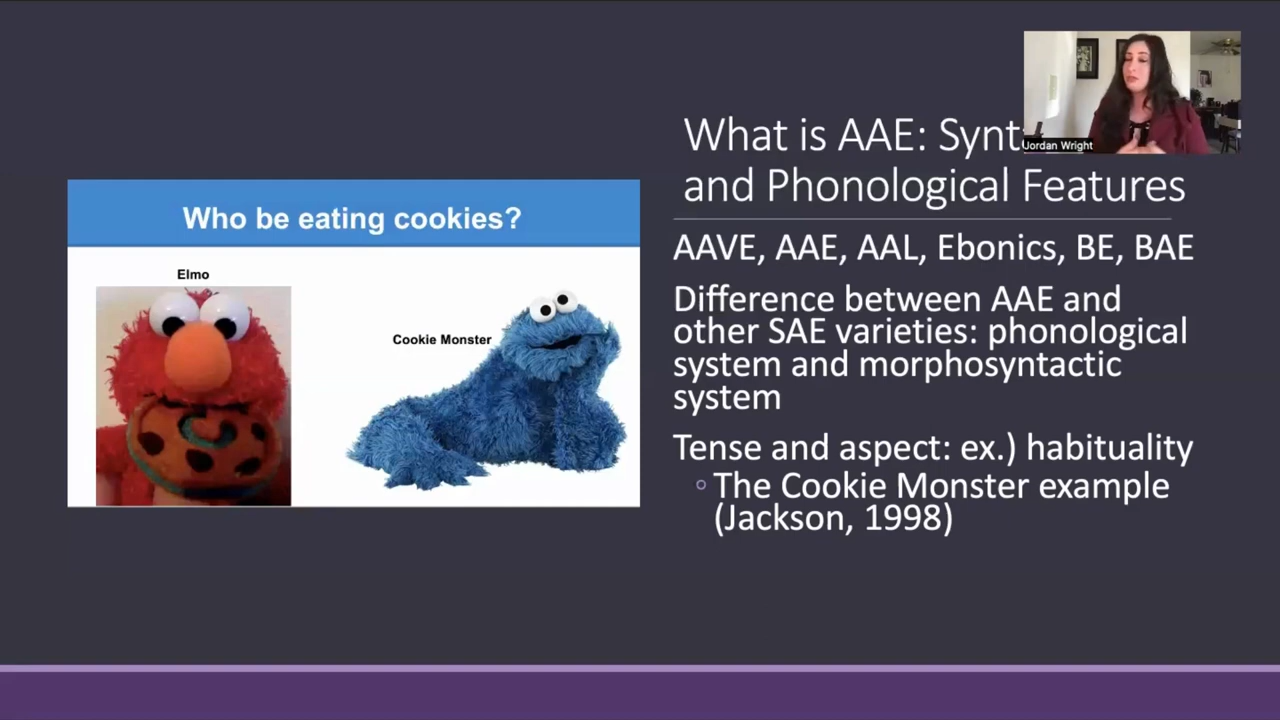 Jordan Wright
What is AAE: Synt
and Phonological Features
Who be eating cookies?
Elmo
Cookie Monster
AAVE, AAE, AAL, Ebonics, BE, BAE
Difference between AAE and
other SAE varieties: phonological
system and morphosyntactic
system
Tense and aspect: ex.) habituality
The Cookie Monster example
(Jackson, 1998)